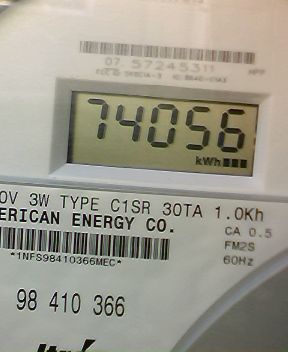 07 57245311
74056
kWh
0V 3W TYPE C1SR 30TA 1.0Kh
ERICAN ENERGY CO.
CA 0.5
FM2S
60Hz
*1NFS98410366MEC*
98 410 366